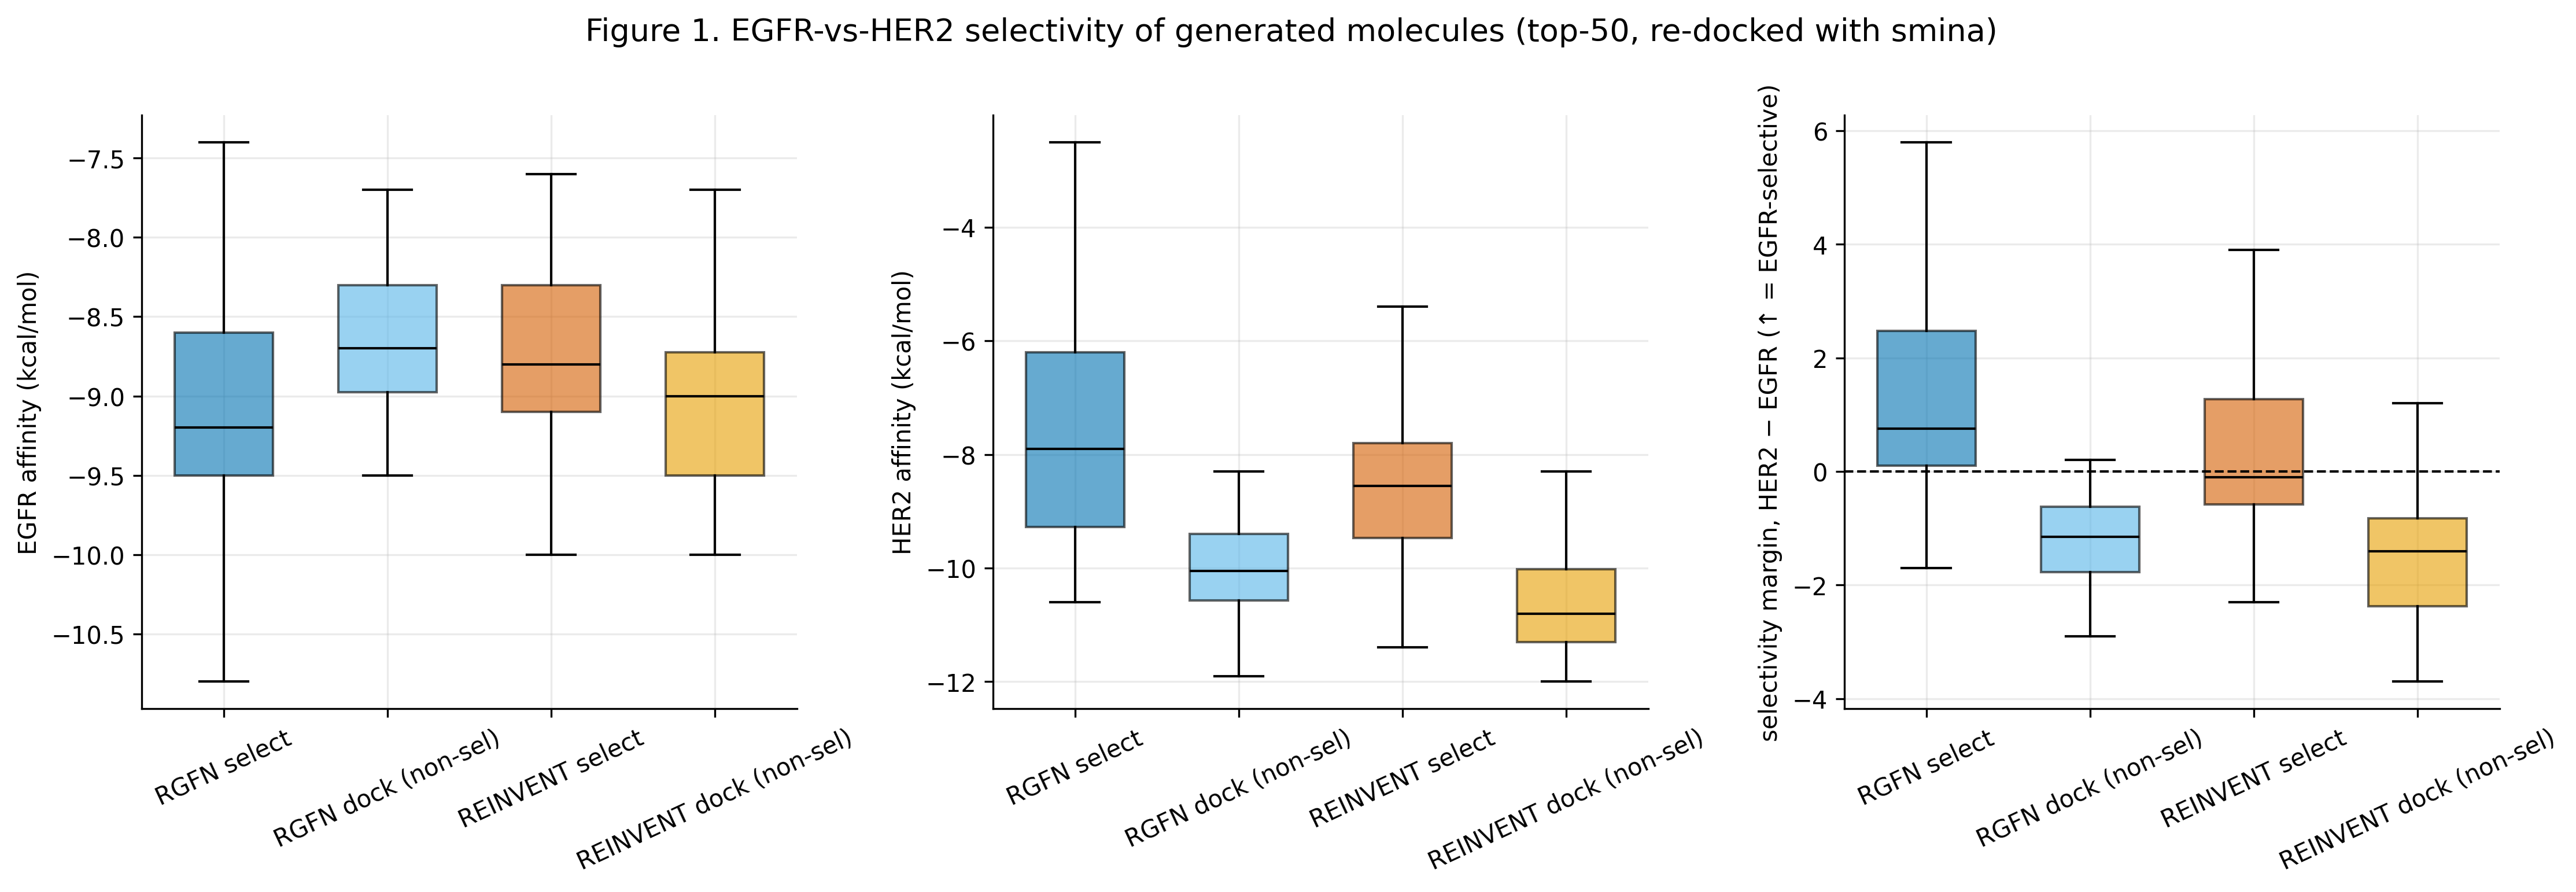 Figure 1. EGFR-vs-HER2 selectivity of generated molecules (top-50, re-docked with smina)
EGFR affinity (kcal/mol)
−7.5
−8.0
−8.5
−9.0
−9.5
−10.0
−10.5
RGFN select
RGFN dock (non-sel)
REINVENT select
REINVENT dock (non-sel)
HER2 affinity (kcal/mol)
−4
−6
−8
−10
−12
RGFN select
RGFN dock (non-sel)
REINVENT select
REINVENT dock (non-sel)
selectivity margin, HER2 − EGFR (↑ = EGFR-selective)
6
4
2
0
−2
−4
RGFN select
RGFN dock (non-sel)
REINVENT select
REINVENT dock (non-sel)